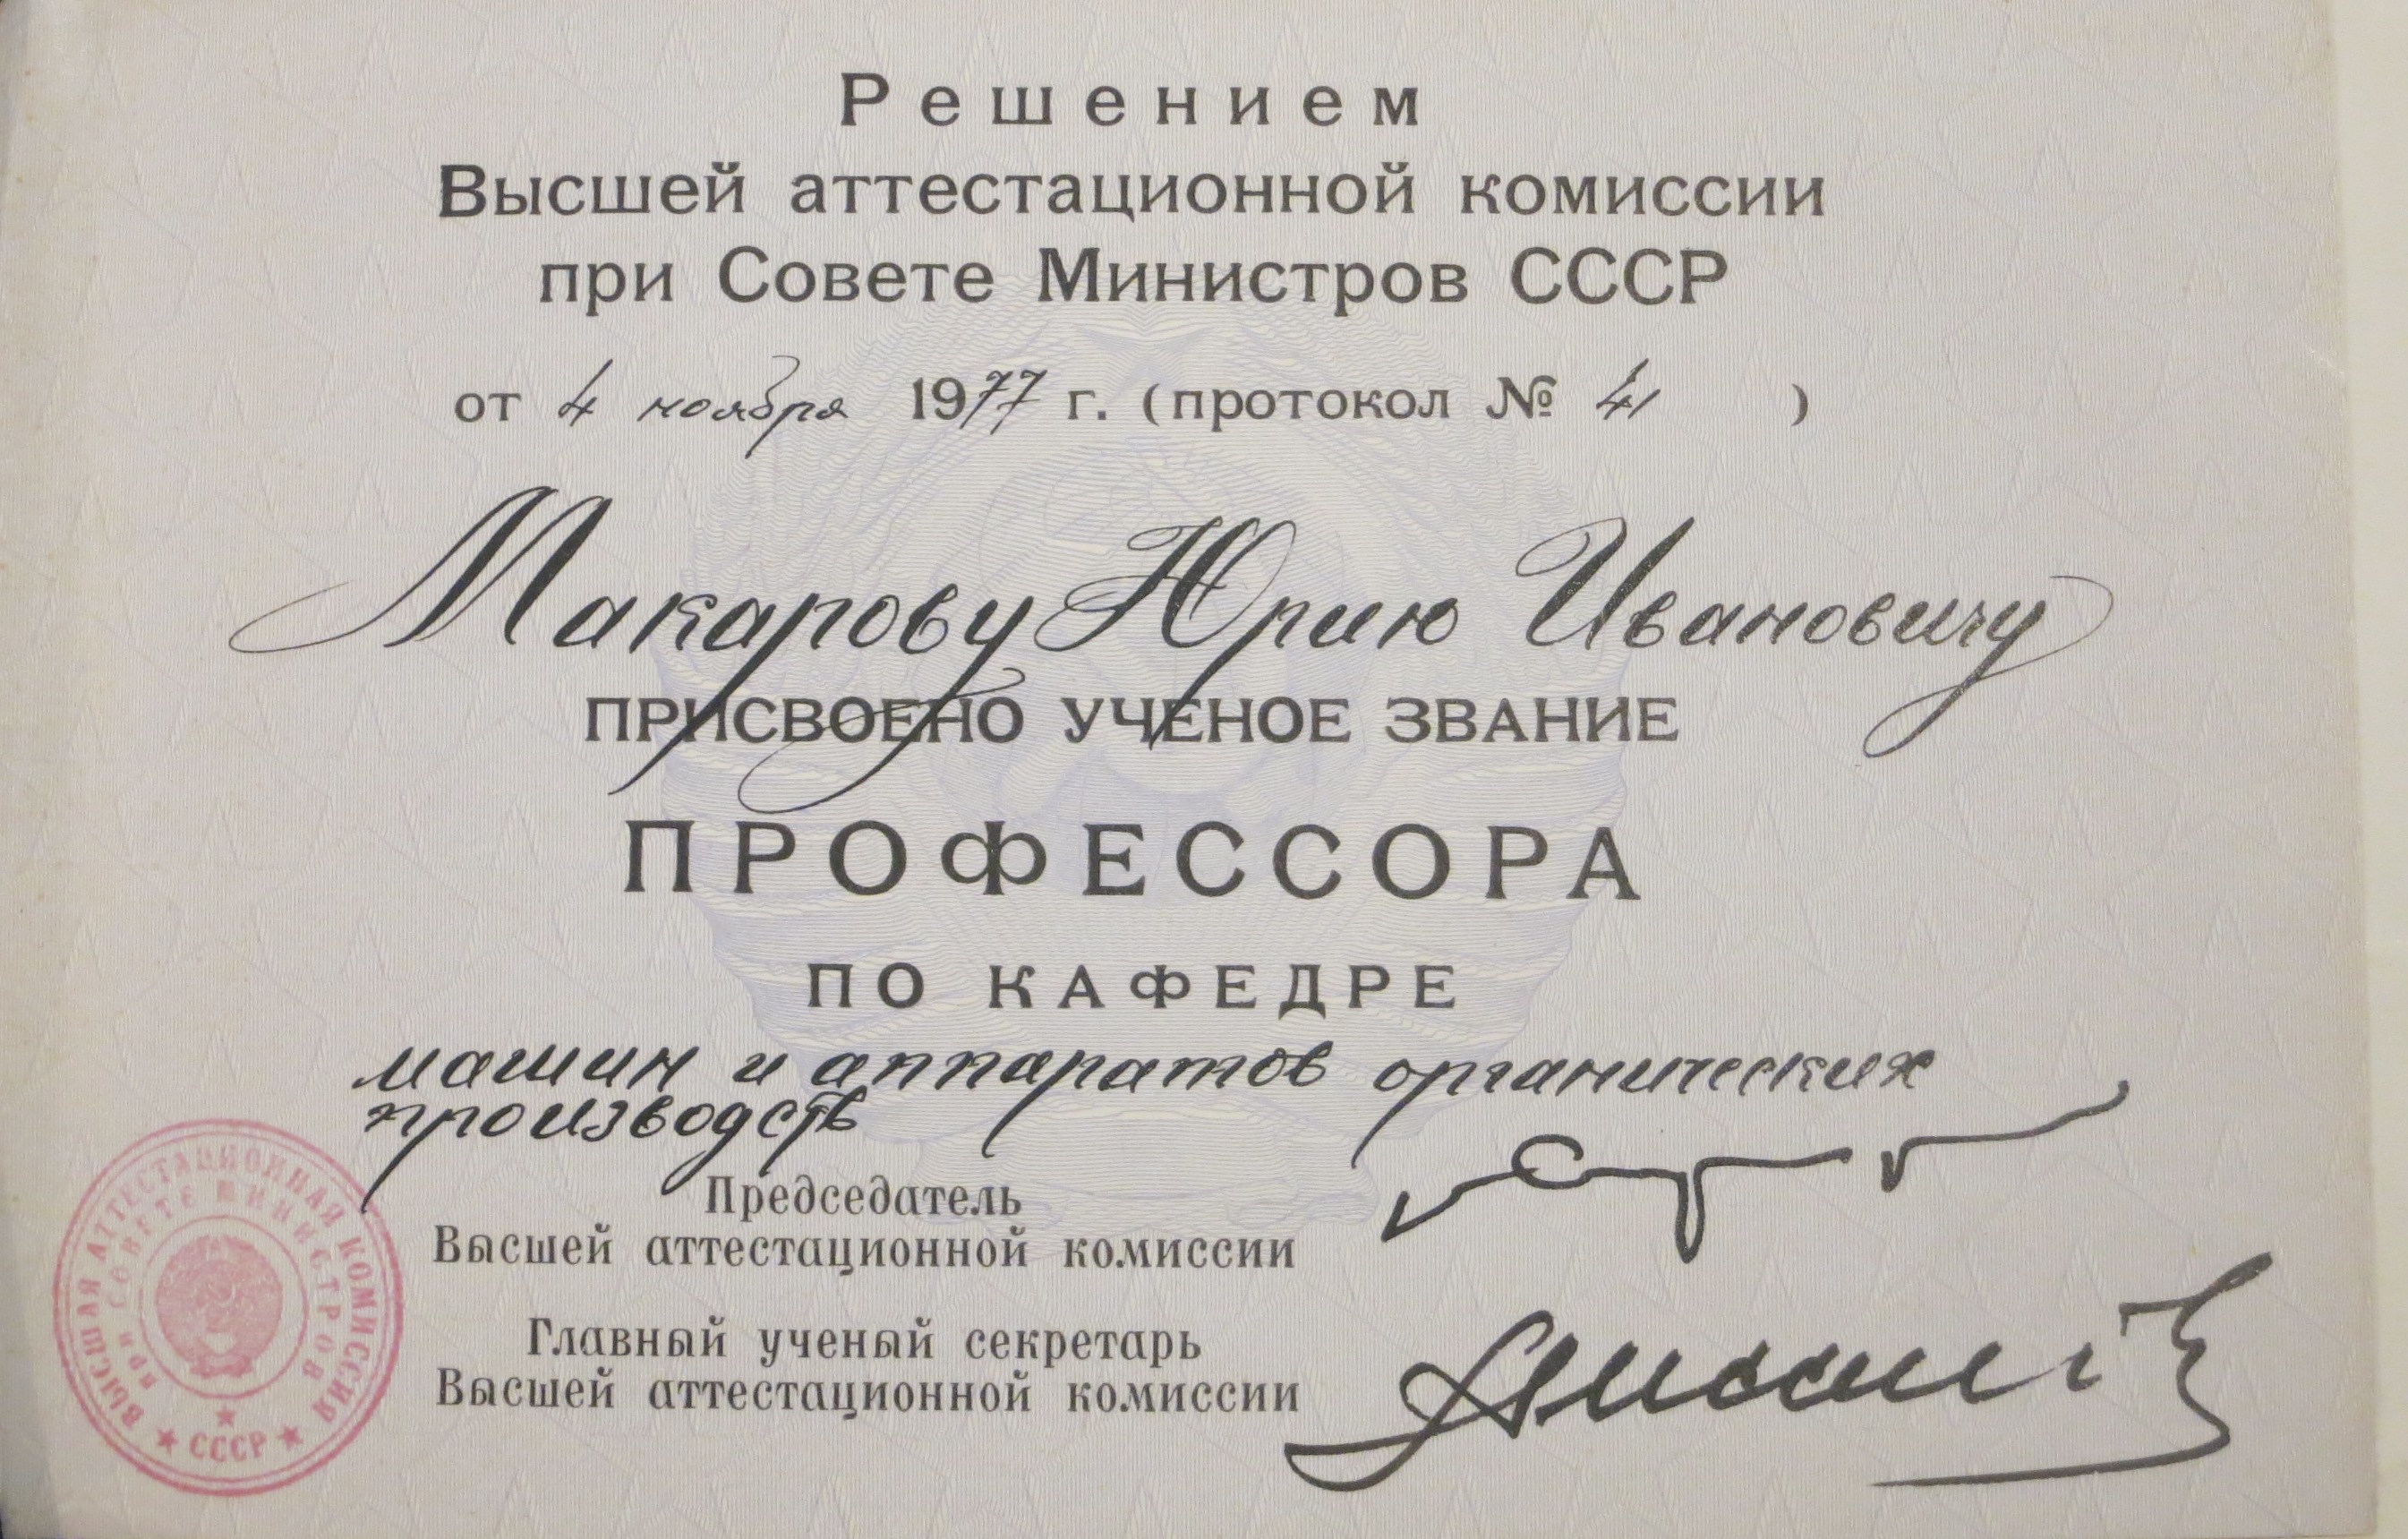 Решением
Высшей аттестационной комиссии
при Совете Министров СССР
от 4 ноября 1977 г. (протокол № 41 )
Макарову Юрию Ивановичу
ПРИСВОЕНО УЧЕНОЕ ЗВАНИЕ
ПРОФЕССОРА
ПО КАФЕДРЕ
машин и аппаратов органических
производств
Председатель
Высшей аттестационной комиссии
Главный ученый секретарь
Высшей аттестационной комиссии
ВЫСШАЯ АТТЕСТАЦИОННАЯ КОМИССИЯ
ПРИ СОВЕТЕ МИНИСТРОВ
СССР